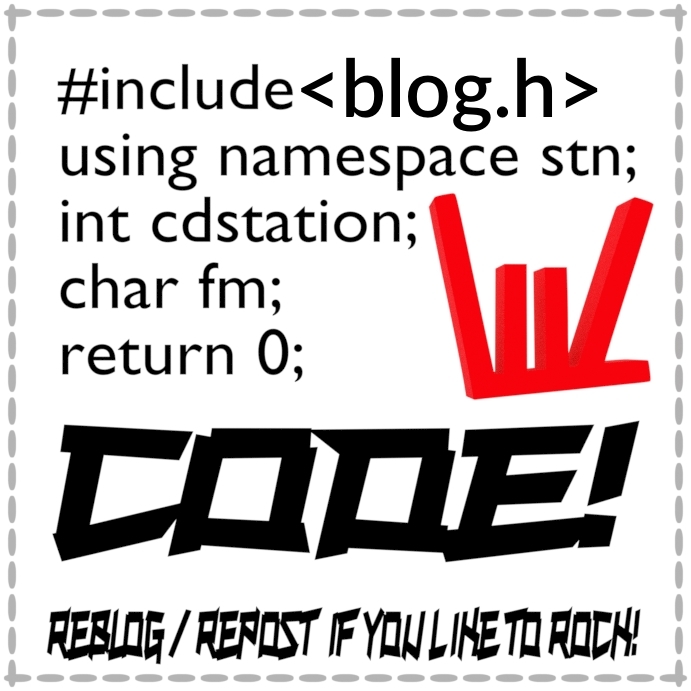 #include<blog.h>
using namespace stn;
int cdstation;
char fm;
return 0;
CODE!
REBLOG / REPOST IF YOU LIKE TO ROCK!